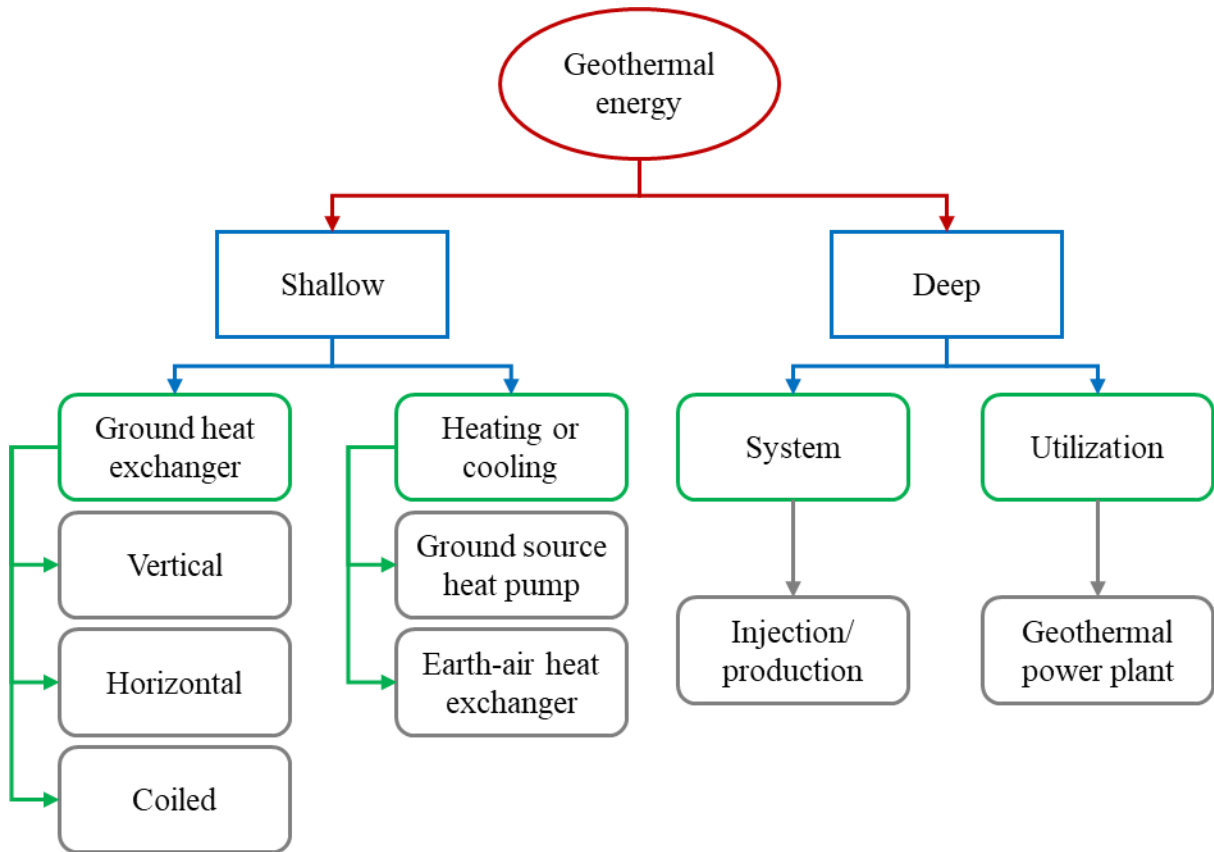 Geothermal
energy
Shallow
Deep
Ground heat
exchanger
Heating or
cooling
System
Utilization
Vertical
Ground source
heat pump
Horizontal
Earth-air heat
exchanger
Injection/
production
Geothermal
power plant
Coiled